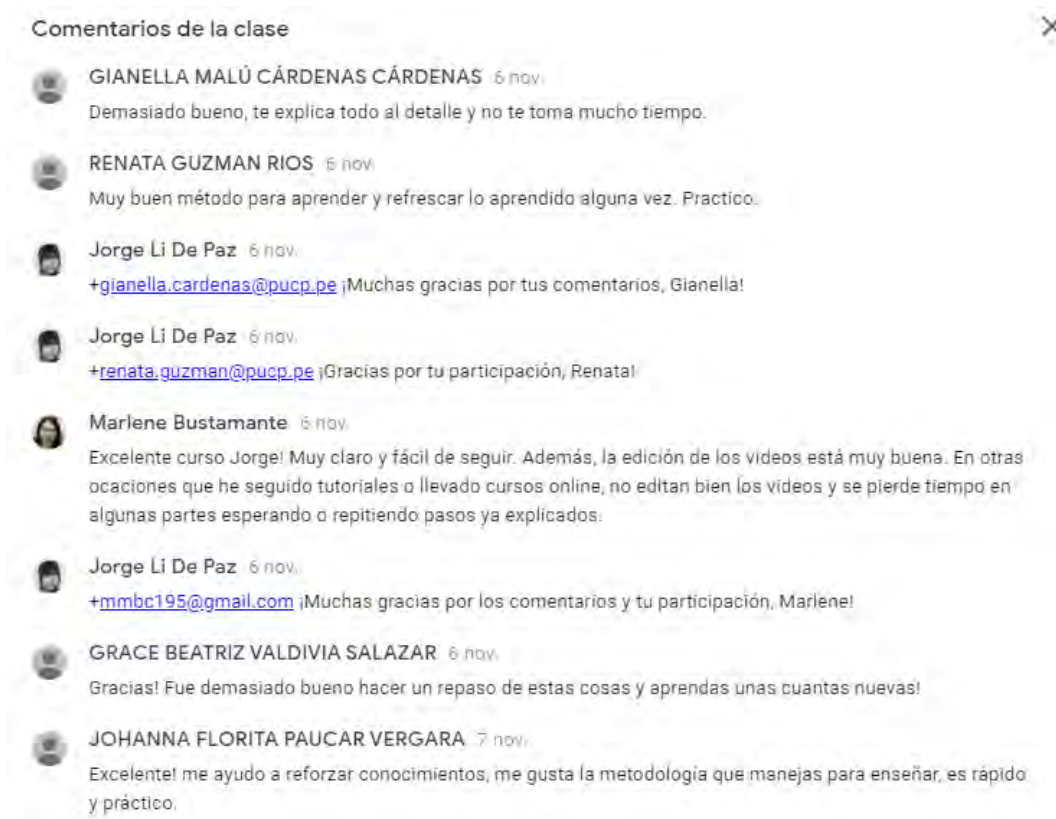 Comentarios de la clase
GIANELLA MALÚ CÁRDENAS CÁRDENAS 6 nov.
Demasiado bueno, te explica todo al detalle y no te toma mucho tiempo.
RENATA GUZMAN RIOS 6 nov.
Muy buen método para aprender y refrescar lo aprendido alguna vez. Practico.
Jorge Li De Paz 6 nov.
+gianella.cardenas@pucp.pe ¡Muchas gracias por tus comentarios, Gianella!
Jorge Li De Paz 6 nov.
+renata.guzman@pucp.pe ¡Gracias por tu participación, Renata!
Marlene Bustamante 6 nov.
Excelente curso Jorge! Muy claro y fácil de seguir. Además, la edición de los videos está muy buena. En otras
ocaciones que he seguido tutoriales o llevado cursos online, no editan bien los videos y se pierde tiempo en
algunas partes esperando o repitiendo pasos ya explicados.
Jorge Li De Paz 6 nov.
+mmbc195@gmail.com ¡Muchas gracias por los comentarios y tu participación, Marlene!
GRACE BEATRIZ VALDIVIA SALAZAR 6 nov.
Gracias! Fue demasiado bueno hacer un repaso de estas cosas y aprendas unas cuantas nuevas!
JOHANNA FLORITA PAUCAR VERGARA 7 nov.
Excelente! me ayudo a reforzar conocimientos, me gusta la metodología que manejas para enseñar, es rápido
y práctico.